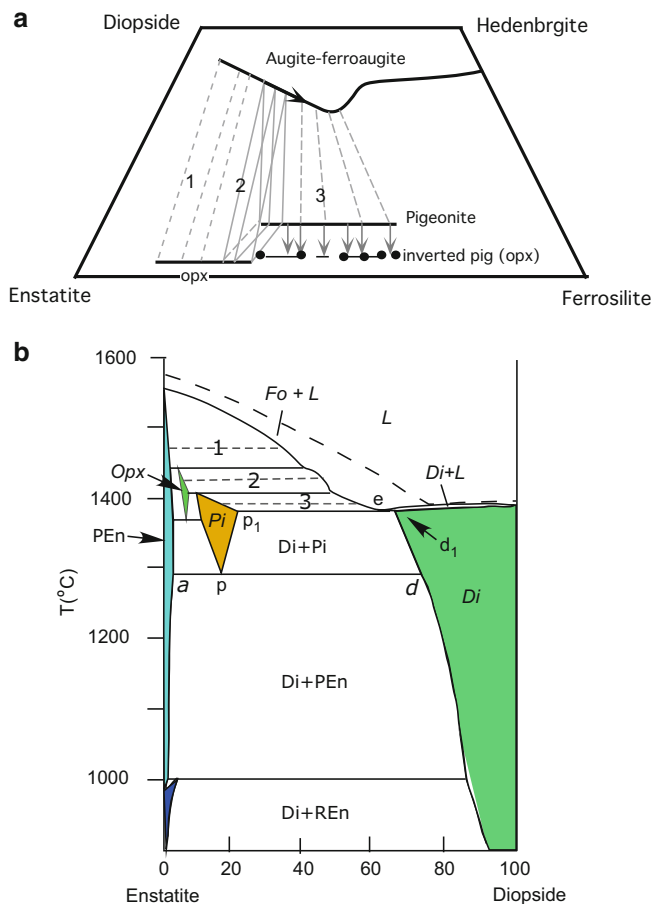 a
Diopside
Hedenbrgite
Augite-ferroaugite
1
2
3
Pigeonite
inverted pig (opx)
opx
Enstatite
Ferrosilite
b
1600
Fo + L
L
1
Opx
2
Di+L
1400
3
e
PEn
Pi
p1
d1
Di+Pi
T(°C)
a
p
d
Di
1200
Di+PEn
1000
Di+REn
0
20
40
60
80
100
Enstatite
Diopside